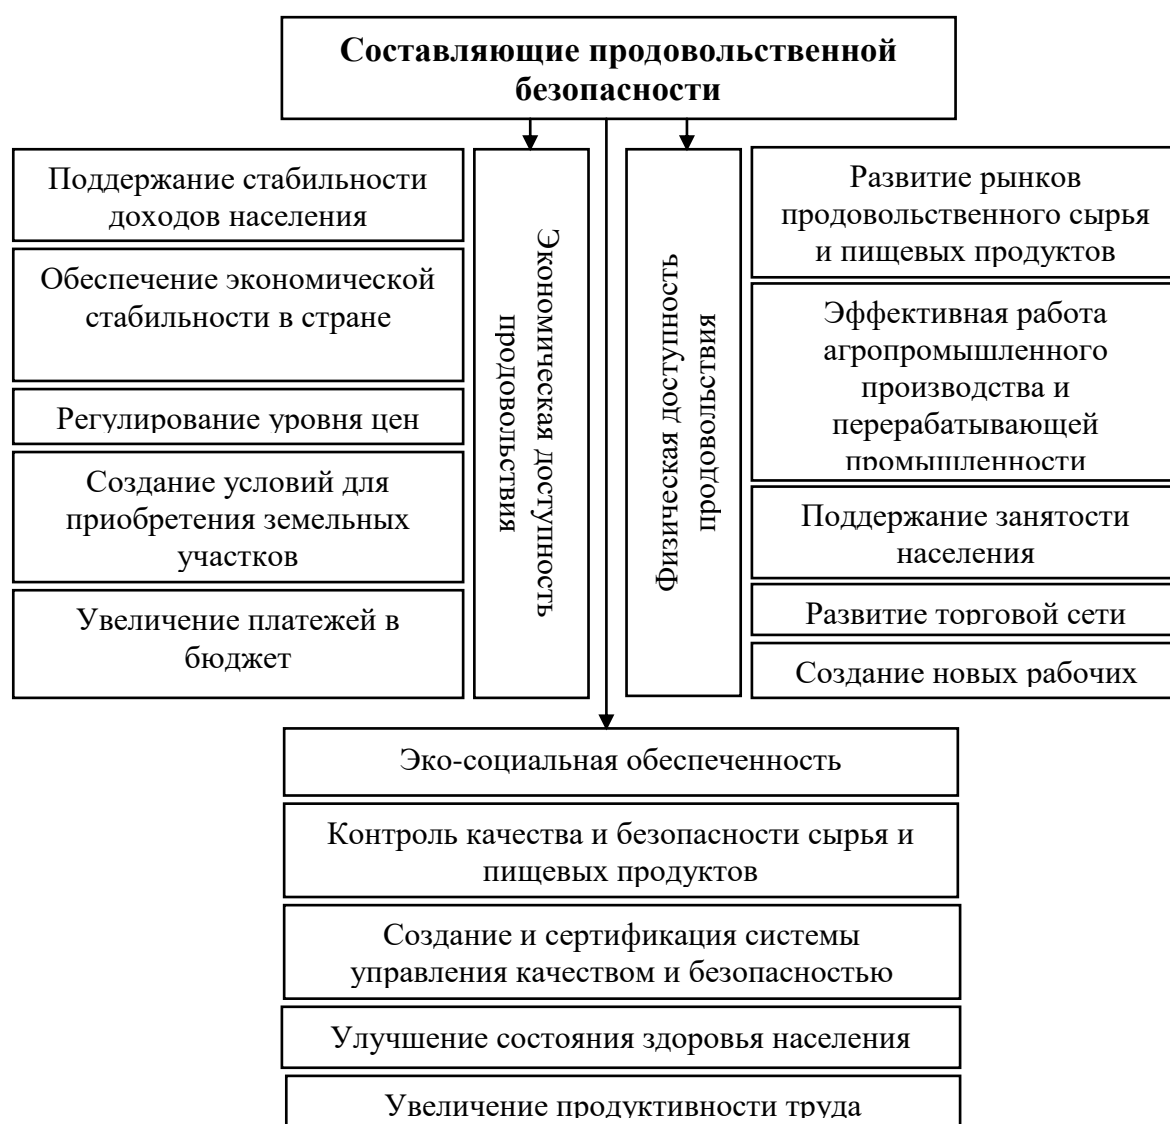 Составляющие продовольственной
безопасности
Поддержание стабильности
доходов населения
Обеспечение экономической
стабильности в стране
Регулирование уровня цен
Создание условий для
приобретения земельных
участков
Увеличение платежей в
бюджет
Экономическая доступность
продовольствия
Физическая доступность
продовольствия
Развитие рынков
продовольственного сырья
и пищевых продуктов
Эффективная работа
агропромышленного
производства и
перерабатывающей
промышленности
Поддержание занятости
населения
Развитие торговой сети
Создание новых рабочих
Эко-социальная обеспеченность
Контроль качества и безопасности сырья и
пищевых продуктов
Создание и сертификация системы
управления качеством и безопасностью
Улучшение состояния здоровья населения
Увеличение продуктивности труда